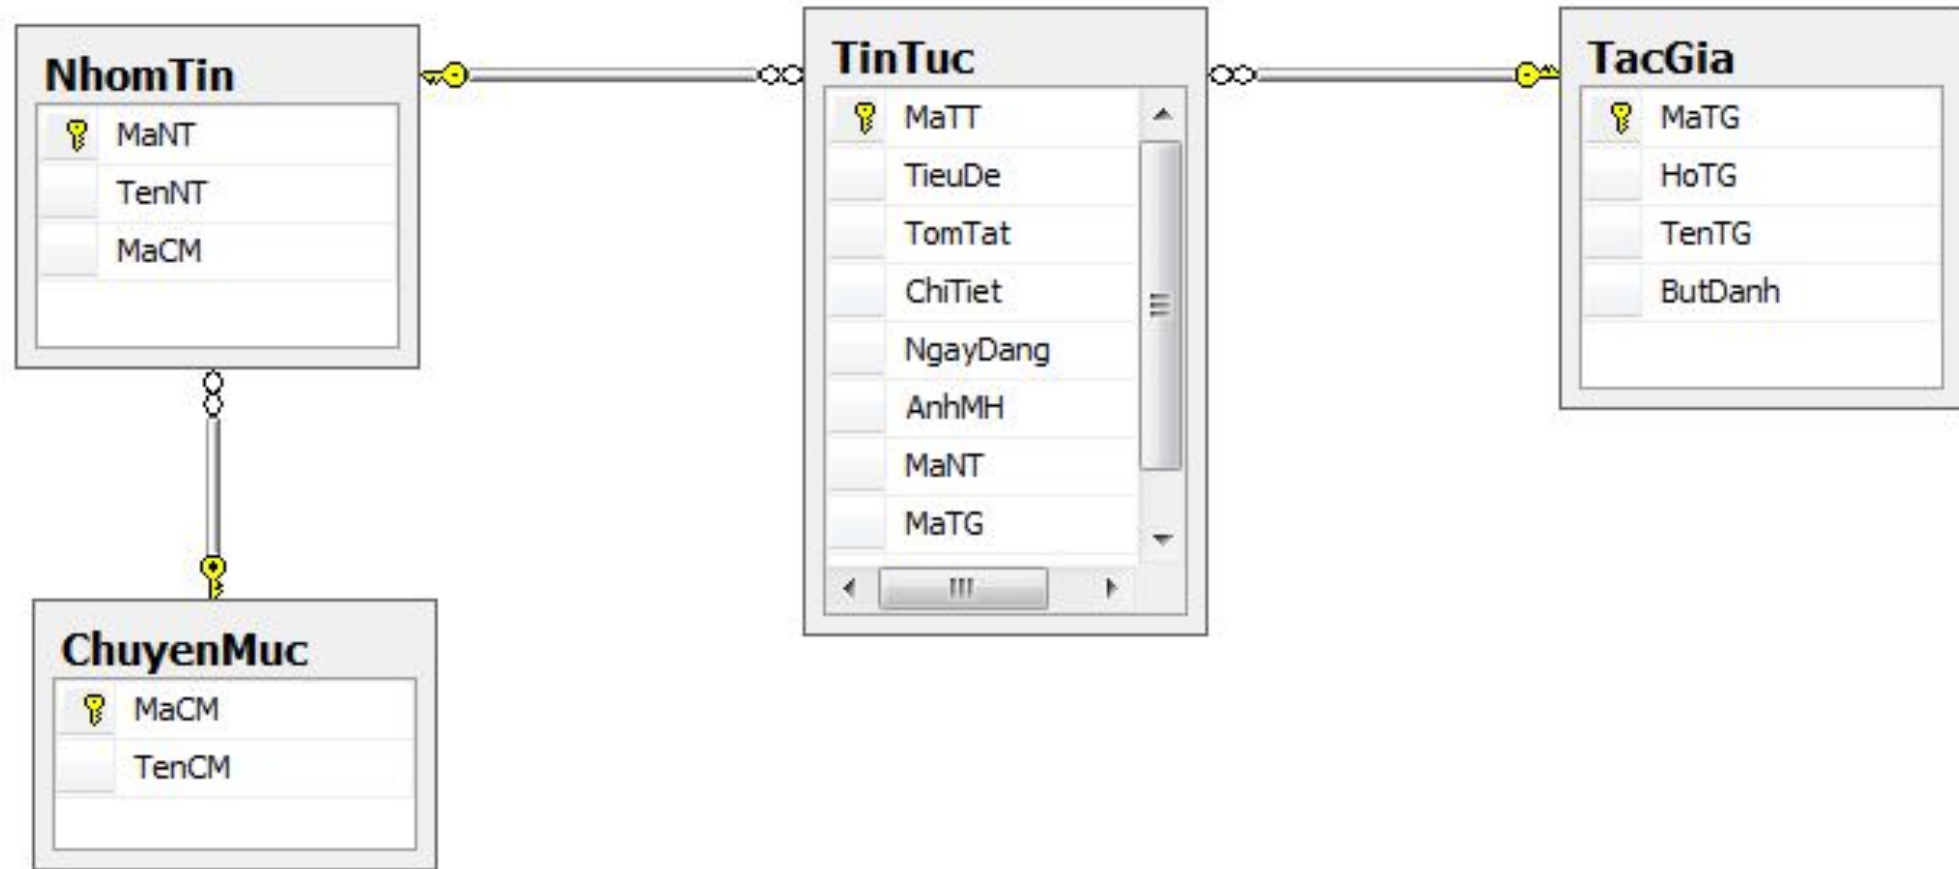 NhomTin
MaNT
TenNT
MaCM
TinTuc
MaTT
TieuDe
TomTat
ChiTiet
NgayDang
AnhMH
MaNT
MaTG
TacGia
MaTG
HoTG
TenTG
ButDanh
ChuyenMuc
MaCM
TenCM